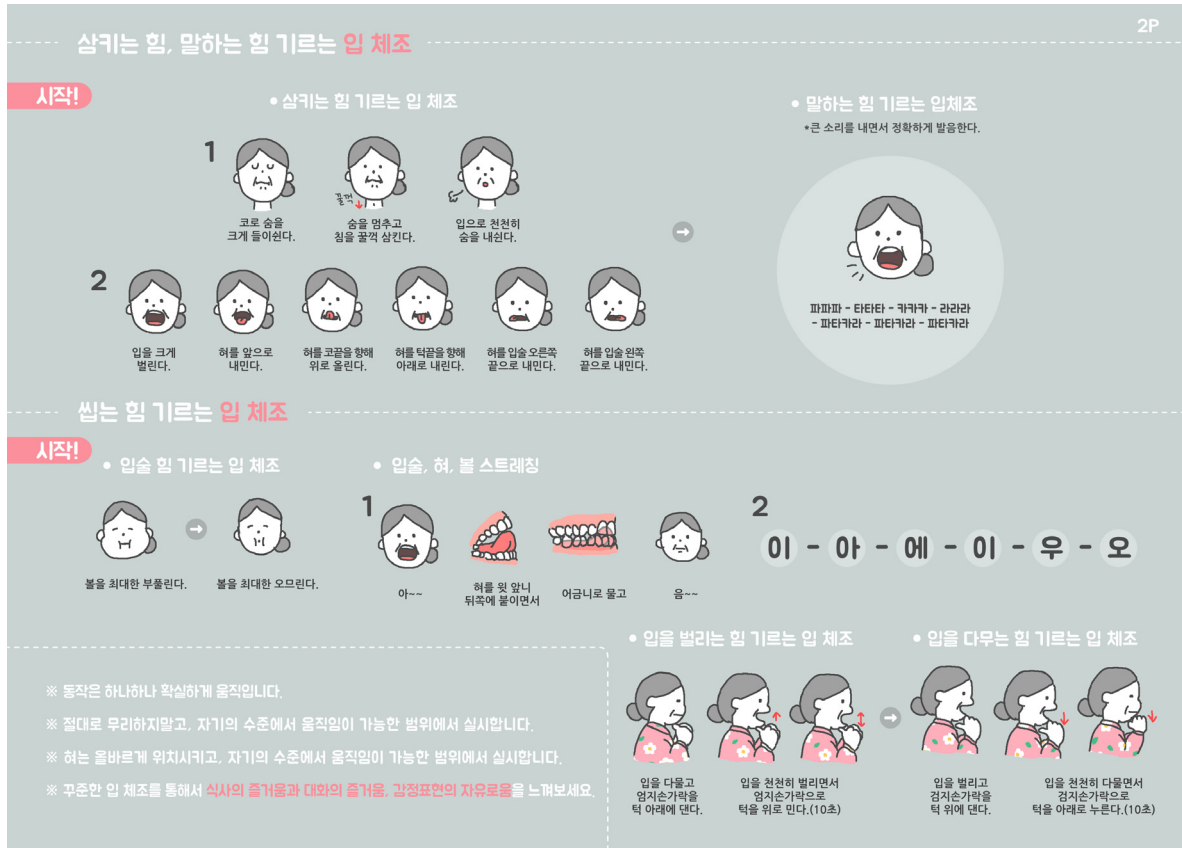 2P
삼키는 힘, 말하는 힘 기르는 입 체조
시작!
• 삼키는 힘 기르는 입 체조
1
꿀꺽
코로 숨을
크게 들이쉰다.
숨을 멈추고
침을 꿀꺽 삼킨다.
입으로 천천히
숨을 내쉰다.
2
입을 크게
벌린다.
혀를 앞으로
내민다.
혀를 코끝을 향해
위로 올린다.
혀를 턱끝을 향해
아래로 내린다.
혀를 입술 오른쪽
끝으로 내민다.
혀를 입술 왼쪽
끝으로 내민다.
• 말하는 힘 기르는 입체조
*큰 소리를 내면서 정확하게 발음한다.
파파파 - 타타타 - 카카카 - 라라라
- 파타카라 - 파타카라 - 파타카라
씹는 힘 기르는 입 체조
시작!
• 입술 힘 기르는 입 체조
볼을 최대한 부풀린다.
볼을 최대한 오므린다.
• 입술, 혀, 볼 스트레칭
1
아~~
혀를 윗 앞니
뒤쪽에 붙이면서
어금니로 물고
음~~
2
이 - 아 - 에 - 이 - 우 - 오
• 입을 벌리는 힘 기르는 입 체조
입을 다물고
엄지손가락을
턱 아래에 댄다.
입을 천천히 벌리면서
엄지손가락으로
턱을 위로 민다.(10초)
• 입을 다무는 힘 기르는 입 체조
입을 벌리고
검지손가락을
턱 위에 댄다.
입을 천천히 다물면서
검지손가락으로
턱을 아래로 누른다.(10초)
※ 동작은 하나하나 확실하게 움직입니다.
※ 절대로 무리하지말고, 자기의 수준에서 움직임이 가능한 범위에서 실시합니다.
※ 혀는 올바르게 위치시키고, 자기의 수준에서 움직임이 가능한 범위에서 실시합니다.
※ 꾸준한 입 체조를 통해서 식사의 즐거움과 대화의 즐거움, 감정표현의 자유로움을 느껴보세요.